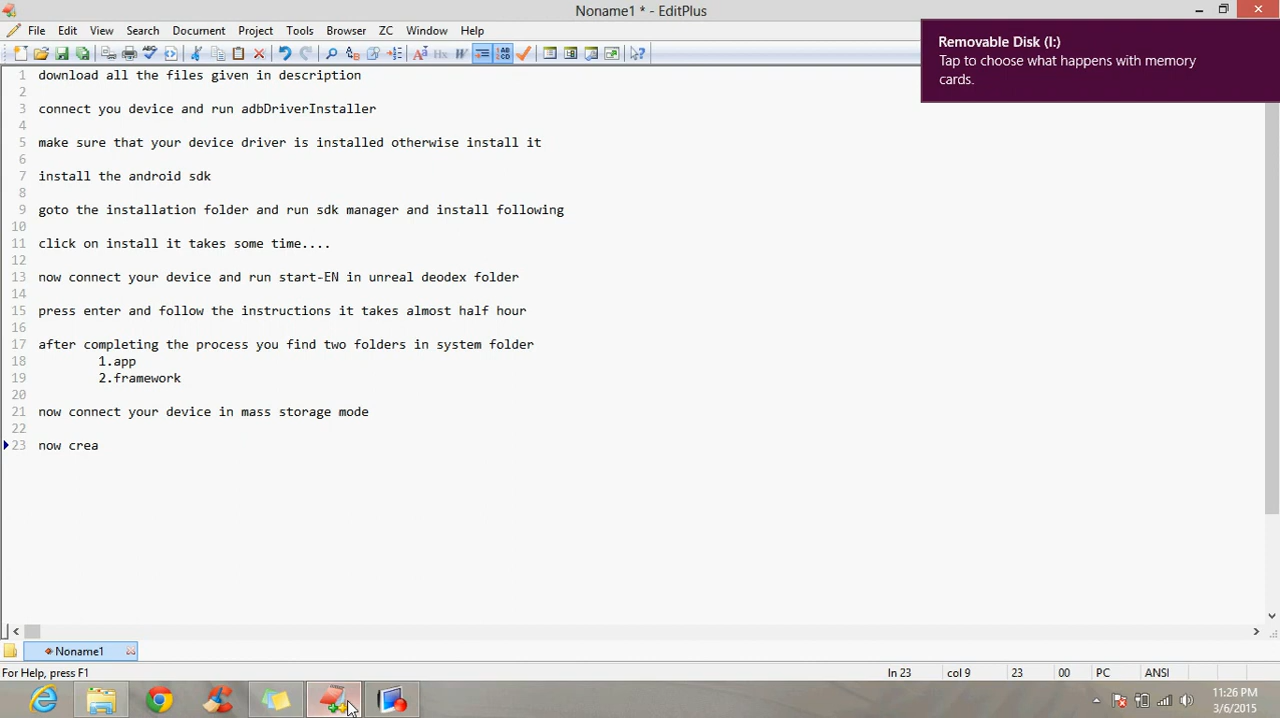 Noname1 * - EditPlus
File Edit View Search Document Project Tools Browser ZC Window Help
Removable Disk (I:)
Tap to choose what happens with memory
cards.
1 download all the files given in description
2
3 connect you device and run adbDriverInstaller
4
5 make sure that your device driver is installed otherwise install it
6
7 install the android sdk
8
9 goto the installation folder and run sdk manager and install following
10
11 click on install it takes some time....
12
13 now connect your device and run start-EN in unreal deodex folder
14
15 press enter and follow the instructions it takes almost half hour
16
17 after completing the process you find two folders in system folder
18 1.app
19 2.framework
20
21 now connect your device in mass storage mode
22
23 now crea
Noname1
For Help, press F1 ln 23 col 9 23 00 PC ANSI
11:26 PM
3/6/2015